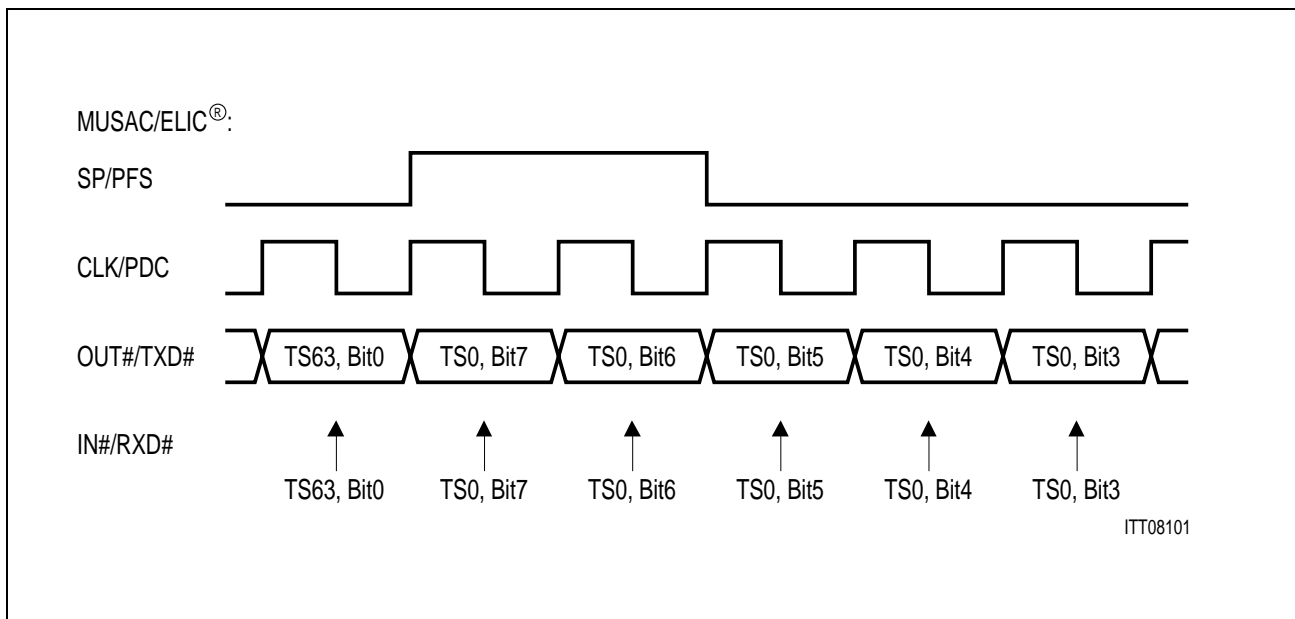 MUSAC/ELIC®:
SP/PFS
CLK/PDC
OUT#/TXD# TS63, Bit0 TS0, Bit7 TS0, Bit6 TS0, Bit5 TS0, Bit4 TS0, Bit3
IN#/RXD#
TS63, Bit0 TS0, Bit7 TS0, Bit6 TS0, Bit5 TS0, Bit4 TS0, Bit3
ITT08101